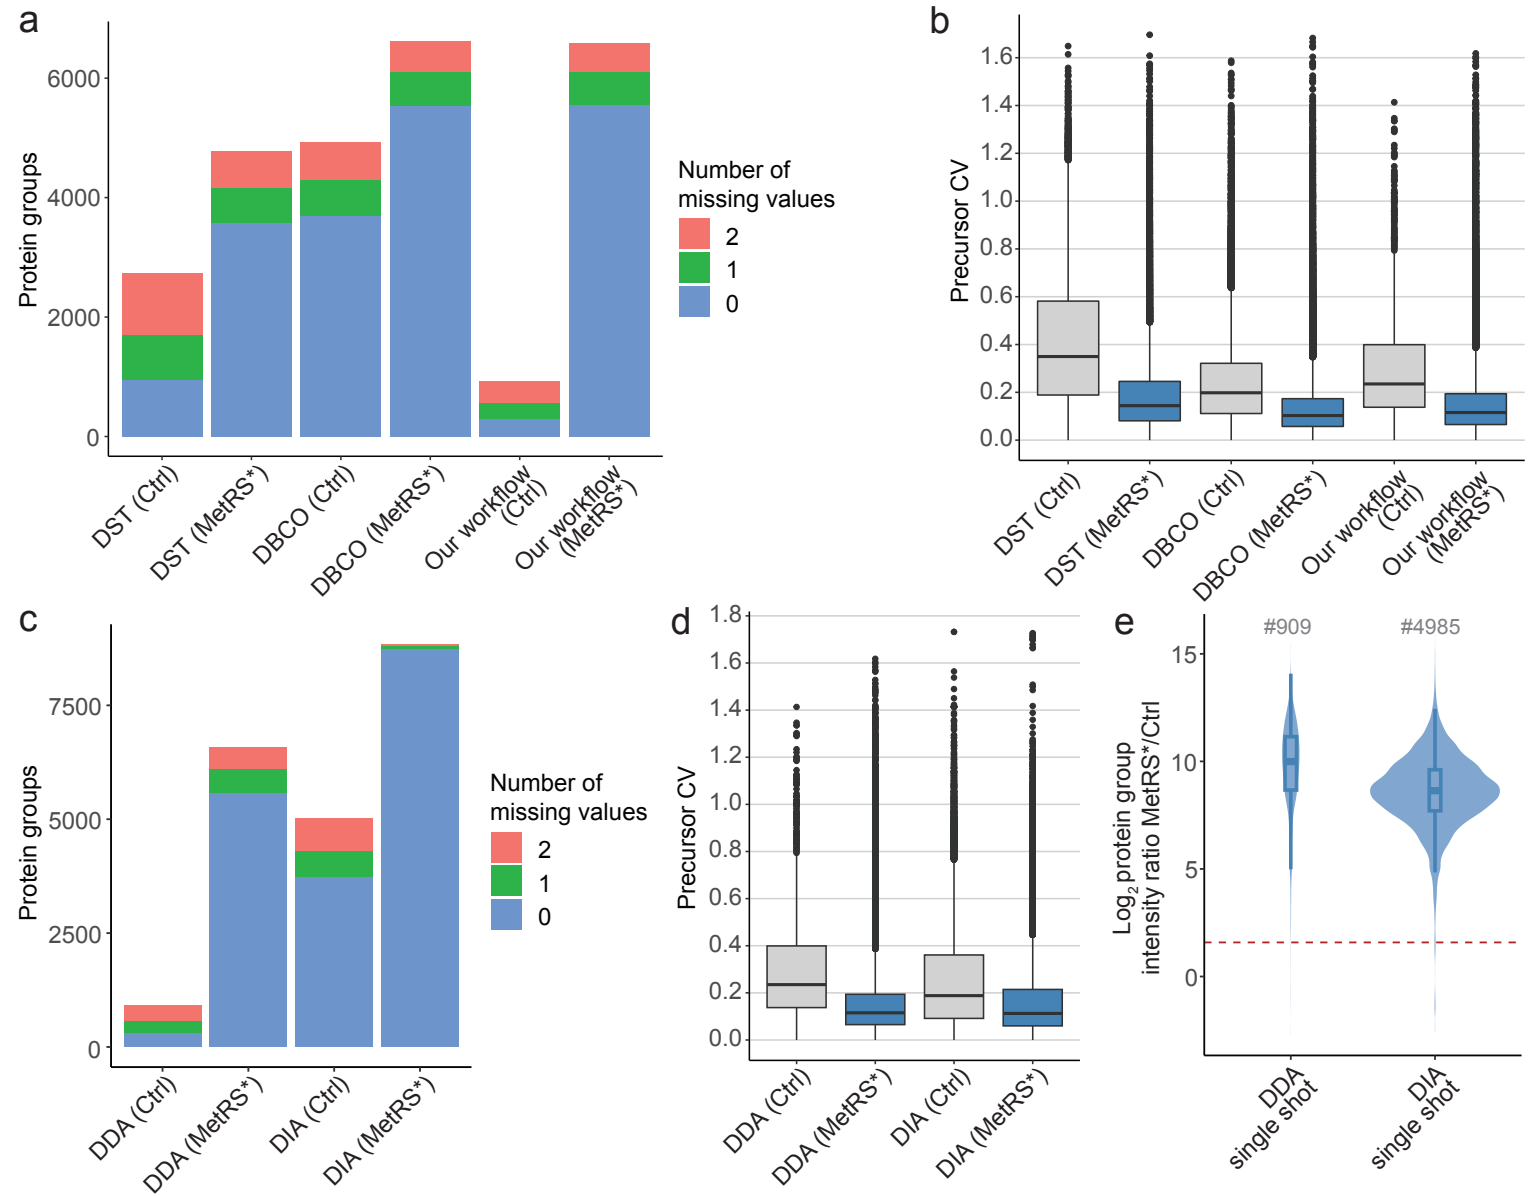 a
Protein groups
6000
4000
2000
0
DST (Ctrl)
DST (MetRS*)
DBCO (Ctrl)
DBCO (MetRS*)
Our workflow
(Ctrl)
Our workflow
(MetRS*)
Number of
missing values
2
1
0
b
Precursor CV
1.6
1.4
1.2
1.0
0.8
0.6
0.4
0.2
0.0
DST (Ctrl)
DST (MetRS*)
DBCO (Ctrl)
DBCO (MetRS*)
Our workflow
(Ctrl)
Our workflow
(MetRS*)
c
Protein groups
7500
5000
2500
0
DDA (Ctrl)
DDA (MetRS*)
DIA (Ctrl)
DIA (MetRS*)
Number of
missing values
2
1
0
d
Precursor CV
1.8
1.6
1.4
1.2
1.0
0.8
0.6
0.4
0.2
0.0
DDA (Ctrl)
DDA (MetRS*)
DIA (Ctrl)
DIA (MetRS*)
e
#909
#4985
Log2 protein group
intensity ratio MetRS*/Ctrl
15
10
5
0
DDA
single shot
DIA
single shot